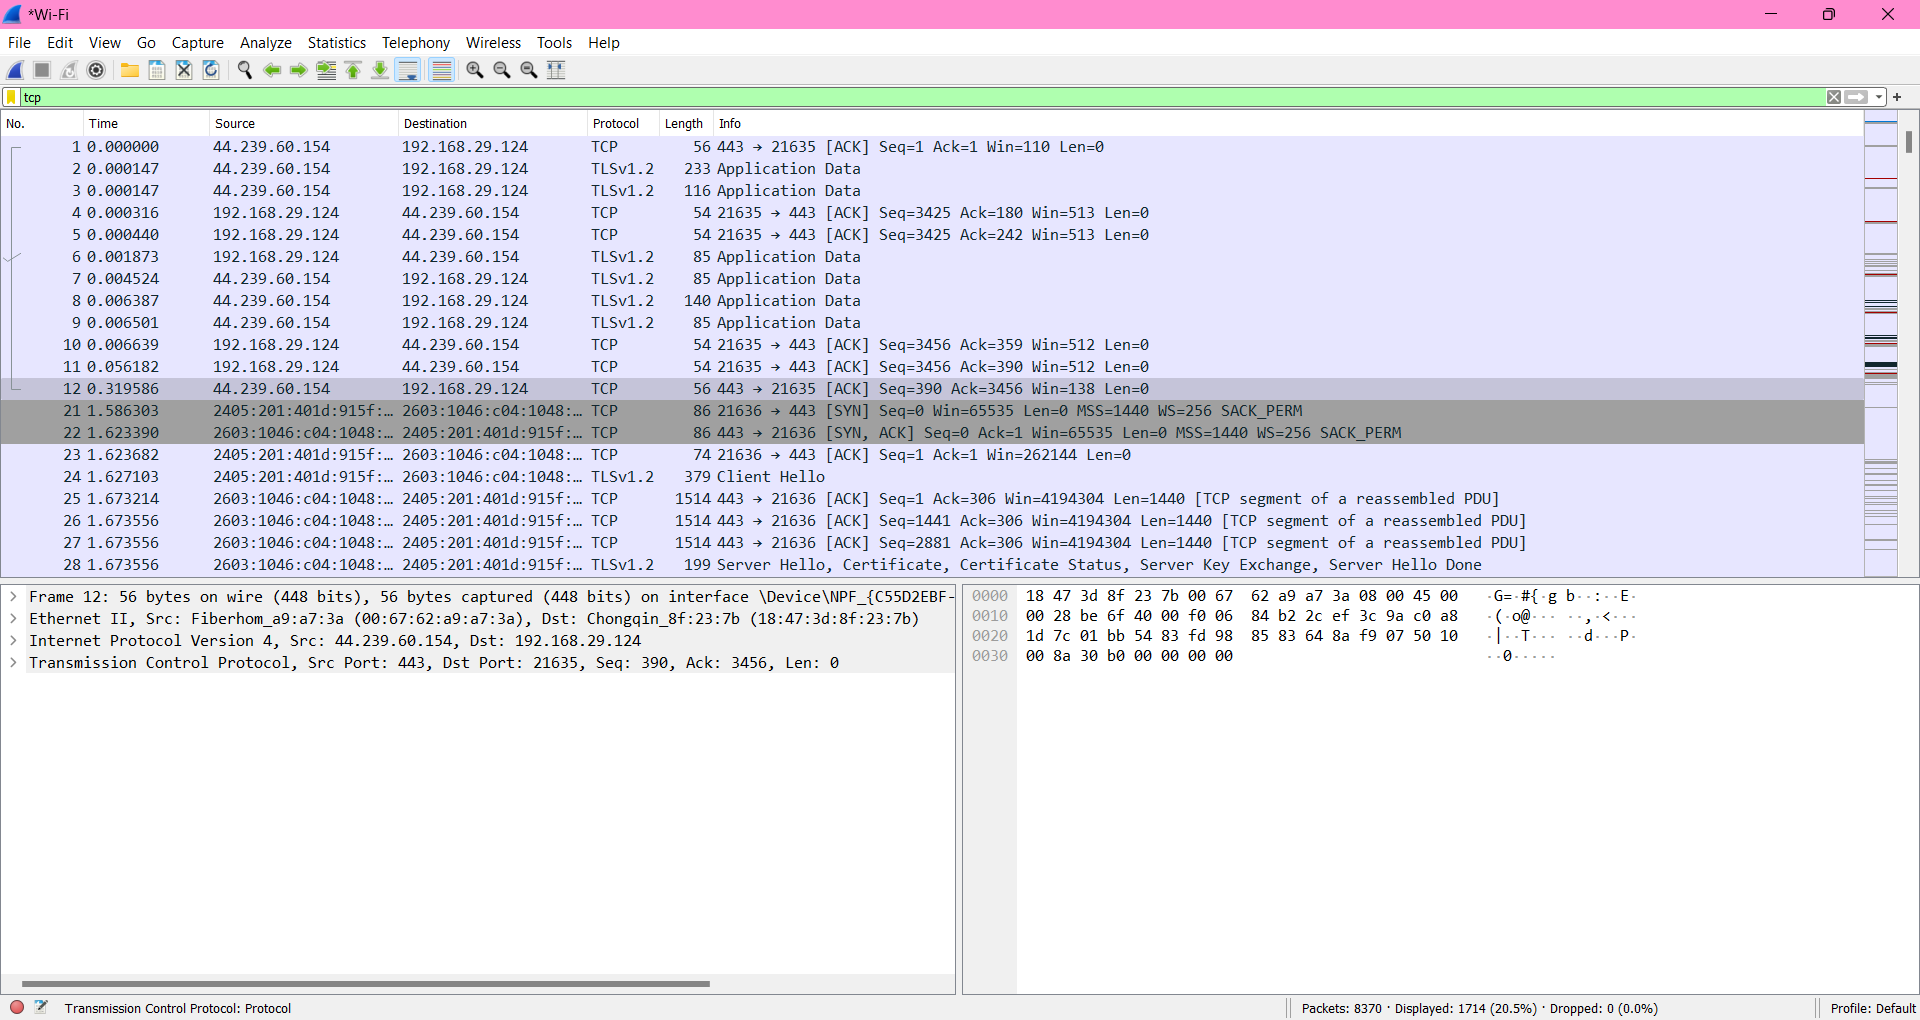 *Wi-Fi
File Edit View Go Capture Analyze Statistics Telephony Wireless Tools Help
tcp
No. Time Source Destination Protocol Length Info
1 0.000000 44.239.60.154 192.168.29.124 TCP 56 443 → 21635 [ACK] Seq=1 Ack=1 Win=110 Len=0
2 0.000147 44.239.60.154 192.168.29.124 TLSv1.2 233 Application Data
3 0.000147 44.239.60.154 192.168.29.124 TLSv1.2 116 Application Data
4 0.000316 192.168.29.124 44.239.60.154 TCP 54 21635 → 443 [ACK] Seq=3425 Ack=180 Win=513 Len=0
5 0.000440 192.168.29.124 44.239.60.154 TCP 54 21635 → 443 [ACK] Seq=3425 Ack=242 Win=513 Len=0
6 0.001873 192.168.29.124 44.239.60.154 TLSv1.2 85 Application Data
7 0.004524 44.239.60.154 192.168.29.124 TLSv1.2 85 Application Data
8 0.006387 44.239.60.154 192.168.29.124 TLSv1.2 140 Application Data
9 0.006501 44.239.60.154 192.168.29.124 TLSv1.2 85 Application Data
10 0.006639 192.168.29.124 44.239.60.154 TCP 54 21635 → 443 [ACK] Seq=3456 Ack=359 Win=512 Len=0
11 0.056182 192.168.29.124 44.239.60.154 TCP 54 21635 → 443 [ACK] Seq=3456 Ack=390 Win=512 Len=0
12 0.319586 44.239.60.154 192.168.29.124 TCP 56 443 → 21635 [ACK] Seq=390 Ack=3456 Win=138 Len=0
21 1.586303 2405:201:401d:915f:… 2603:1046:c04:1048:… TCP 86 21636 → 443 [SYN] Seq=0 Win=65535 Len=0 MSS=1440 WS=256 SACK_PERM
22 1.623390 2603:1046:c04:1048:… 2405:201:401d:915f:… TCP 86 443 → 21636 [SYN, ACK] Seq=0 Ack=1 Win=65535 Len=0 MSS=1440 WS=256 SACK_PERM
23 1.623682 2405:201:401d:915f:… 2603:1046:c04:1048:… TCP 74 21636 → 443 [ACK] Seq=1 Ack=1 Win=262144 Len=0
24 1.627103 2405:201:401d:915f:… 2603:1046:c04:1048:… TLSv1.2 379 Client Hello
25 1.673214 2603:1046:c04:1048:… 2405:201:401d:915f:… TCP 1514 443 → 21636 [ACK] Seq=1 Ack=306 Win=4194304 Len=1440 [TCP segment of a reassembled PDU]
26 1.673556 2603:1046:c04:1048:… 2405:201:401d:915f:… TCP 1514 443 → 21636 [ACK] Seq=1441 Ack=306 Win=4194304 Len=1440 [TCP segment of a reassembled PDU]
27 1.673556 2603:1046:c04:1048:… 2405:201:401d:915f:… TCP 1514 443 → 21636 [ACK] Seq=2881 Ack=306 Win=4194304 Len=1440 [TCP segment of a reassembled PDU]
28 1.673556 2603:1046:c04:1048:… 2405:201:401d:915f:… TLSv1.2 199 Server Hello, Certificate, Certificate Status, Server Key Exchange, Server Hello Done
Frame 12: 56 bytes on wire (448 bits), 56 bytes captured (448 bits) on interface \Device\NPF_{C55D2EBF-
Ethernet II, Src: Fiberhom_a9:a7:3a (00:67:62:a9:a7:3a), Dst: Chongqin_8f:23:7b (18:47:3d:8f:23:7b)
Internet Protocol Version 4, Src: 44.239.60.154, Dst: 192.168.29.124
Transmission Control Protocol, Src Port: 443, Dst Port: 21635, Seq: 390, Ack: 3456, Len: 0
0000 18 47 3d 8f 23 7b 00 67 62 a9 a7 3a 08 00 45 00 ·G=·#{·g b··:··E·
0010 00 28 be 6f 40 00 f0 06 84 b2 2c ef 3c 9a c0 a8 ·(·o@··· ··,·<···
0020 1d 7c 01 bb 54 83 fd 98 85 83 64 8a f9 07 50 10 ·|··T··· ··d···P·
0030 00 8a 30 b0 00 00 00 00 ··0·····
Transmission Control Protocol: Protocol
Packets: 8370 · Displayed: 1714 (20.5%) · Dropped: 0 (0.0%)
Profile: Default